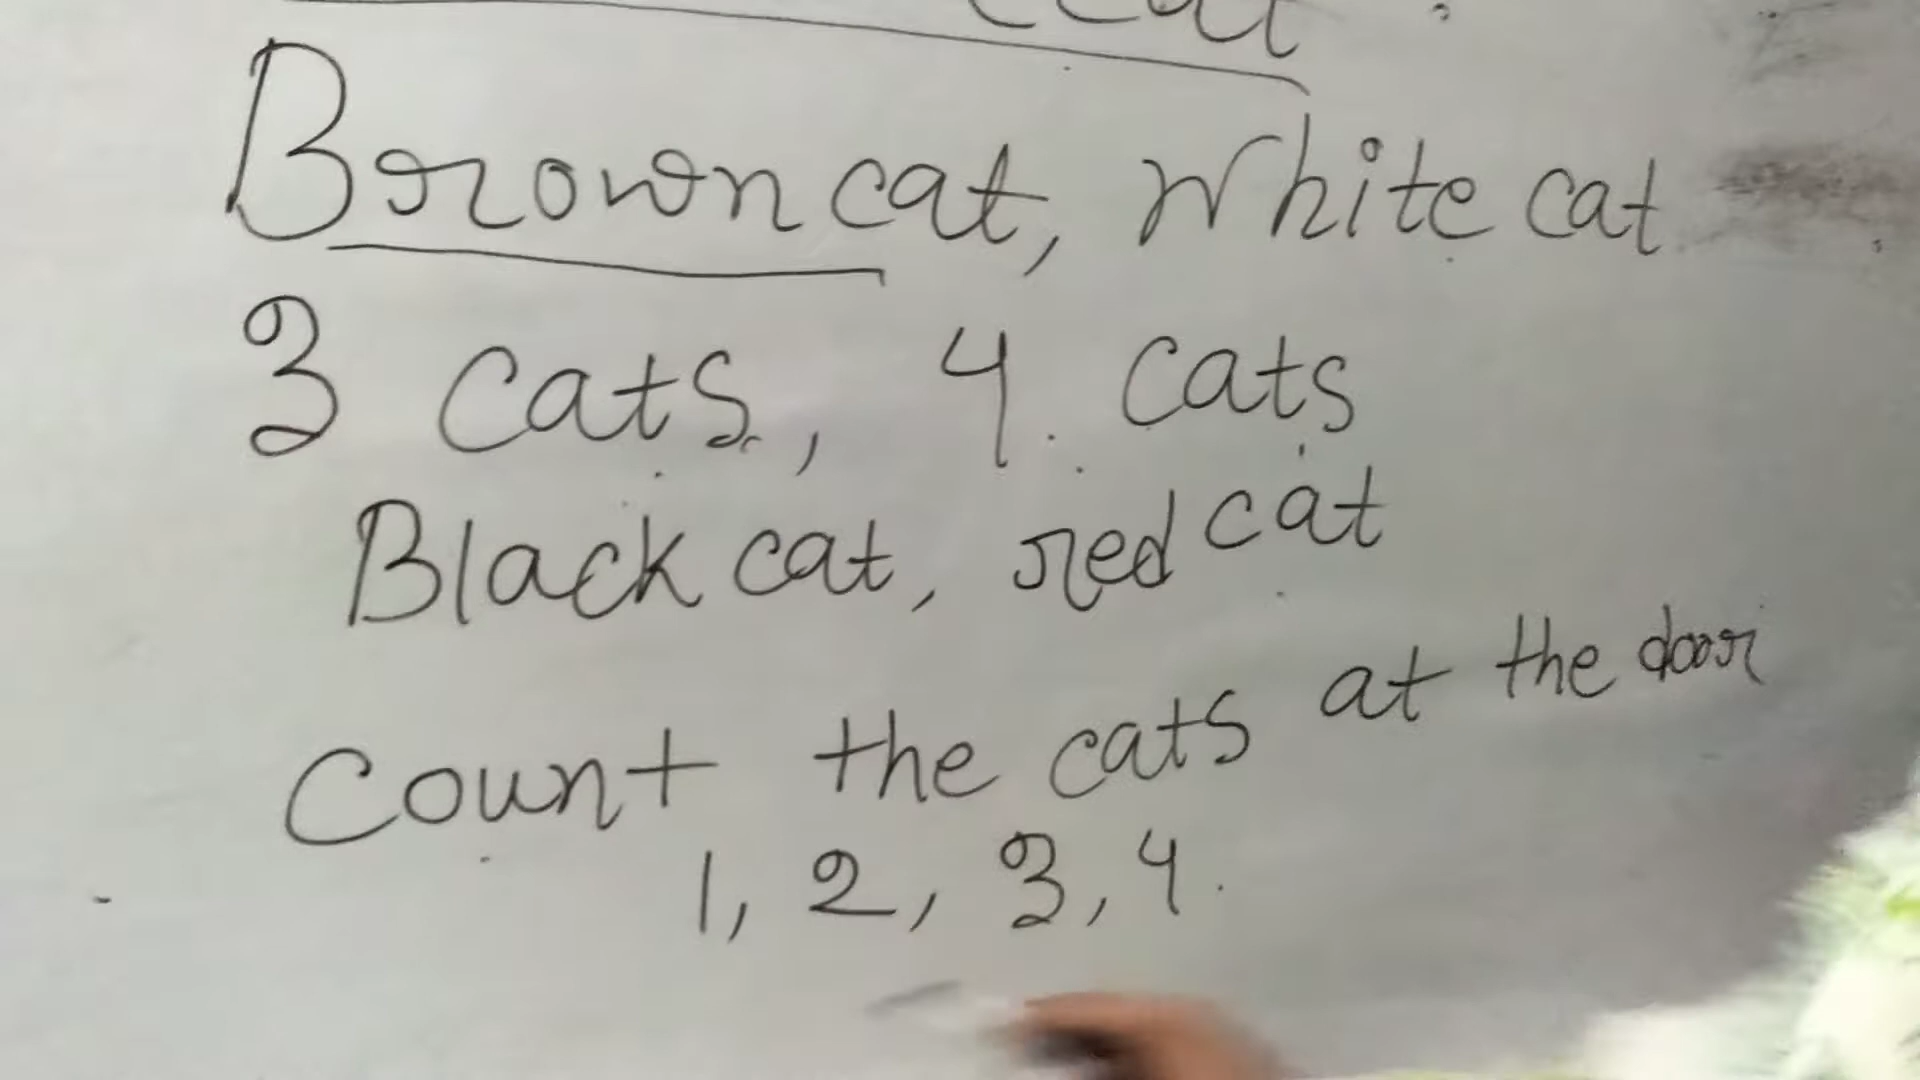 Brown cat, White cat
3 cats, 4 cats
Black cat, red cat
Count the cats at the door
1, 2, 3, 4.